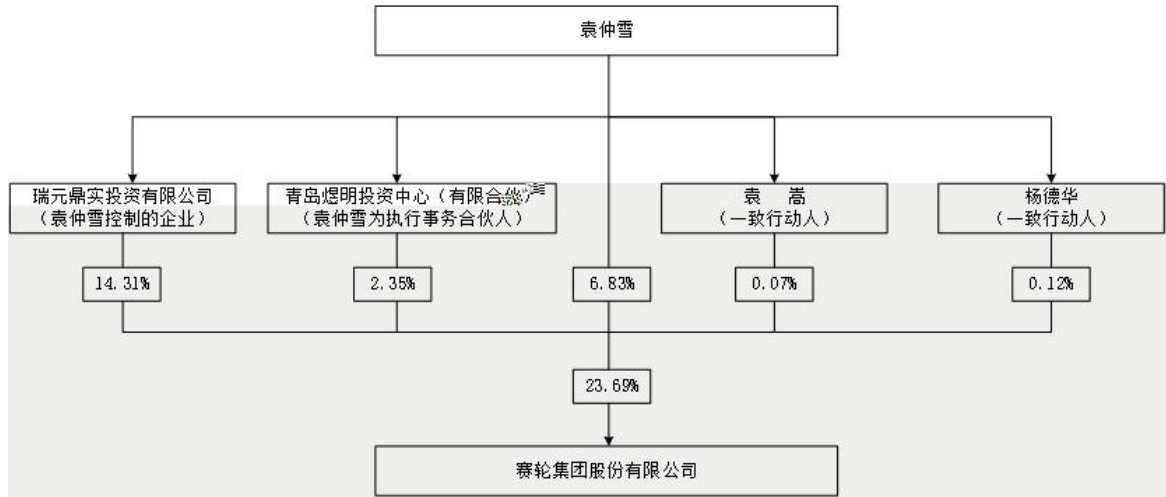 袁仲雪
瑞元鼎实投资有限公司
（袁仲雪控制的企业）
青岛煜明投资中心（有限合伙）
（袁仲雪为执行事务合伙人）
袁　嵩
（一致行动人）
杨德华
（一致行动人）
14.31%
2.35%
6.83%
0.07%
0.12%
23.69%
赛轮集团股份有限公司